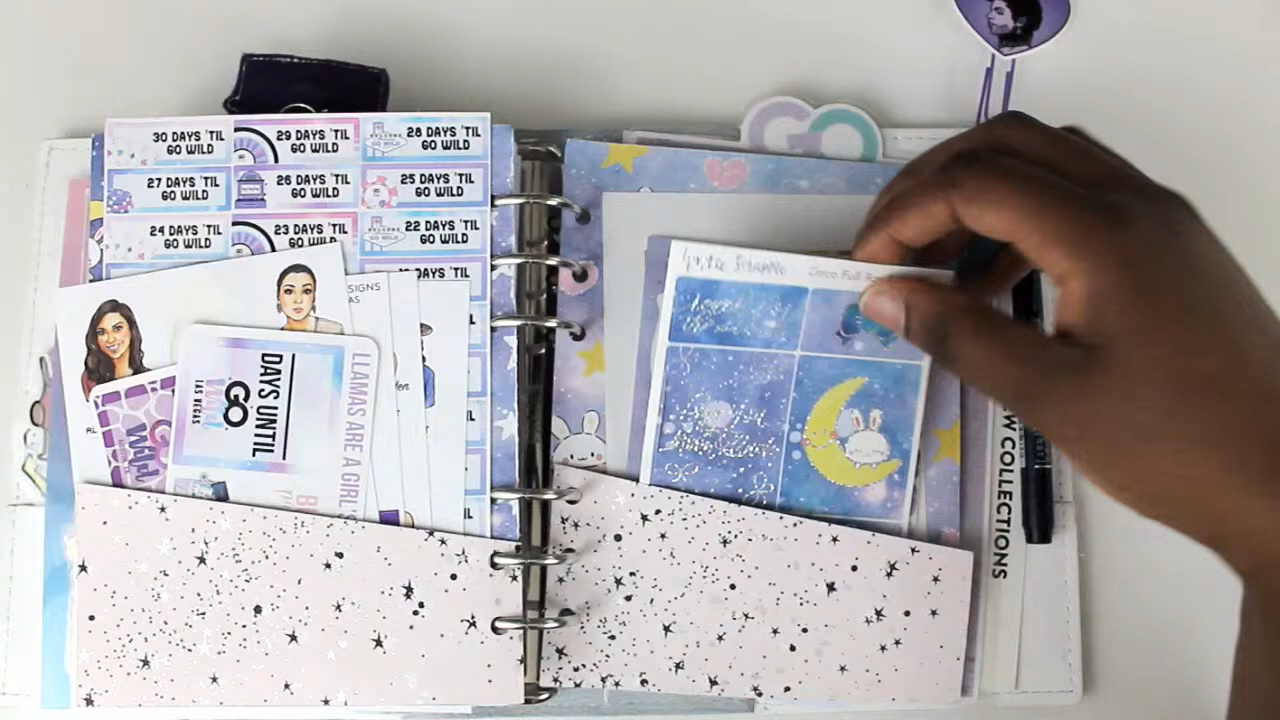 GO
30 DAYS 'TIL
GO WILD
29 DAYS 'TIL
GO WILD
28 DAYS 'TIL
GO WILD
27 DAYS 'TIL
GO WILD
26 DAYS 'TIL
GO WILD
25 DAYS 'TIL
GO WILD
24 DAYS 'TIL
GO WILD
23 DAYS 'TIL
GO WILD
22 DAYS 'TIL
GO WILD
DAYS 'TIL
DAYS UNTIL
GO
WILD
LAS VEGAS
LLAMAS ARE A GIRL'S
WIN
Full
W COLLECTIONS